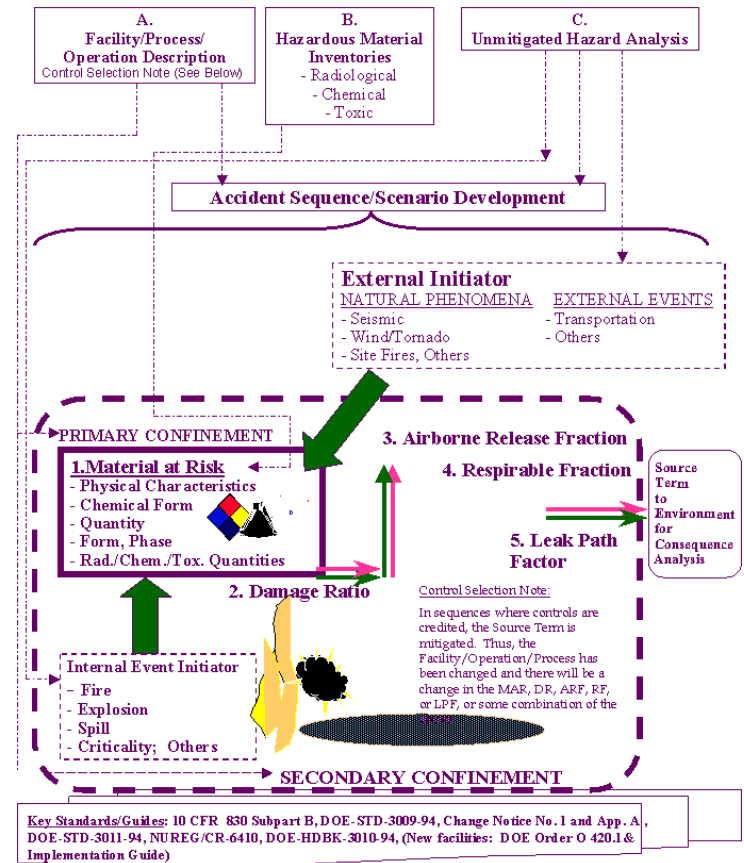 A.
Facility/Process/
Operation Description
Control Selection Note (See Below)
B.
Hazardous Material
Inventories
- Radiological
- Chemical
- Toxic
C.
Unmitigated Hazard Analysis
Accident Sequence/Scenario Development
External Initiator
NATURAL PHENOMENA
- Seismic
- Wind/Tornado
- Site Fires, Others
EXTERNAL EVENTS
- Transportation
- Others
PRIMARY CONFINEMENT
1.Material at Risk
- Physical Characteristics
- Chemical Form
- Quantity
- Form, Phase
- Rad./Chem./Tox. Quantities
2. Damage Ratio
3. Airborne Release Fraction
4. Respirable Fraction
5. Leak Path
Factor
Source
Term
to
Environment
for
Consequence
Analysis
Control Selection Note:
In sequences where controls are
credited, the Source Term is
mitigated. Thus, the
Facility/Operation/Process has
been changed and there will be a
change in the MAR, DR, ARF, RF,
or LPF, or some combination of the
Internal Event Initiator
- Fire
- Explosion
- Spill
- Criticality; Others
SECONDARY CONFINEMENT
Key Standards/Guides: 10 CFR 830 Subpart B, DOE-STD-3009-94, Change Notice No. 1 and App. A,
DOE-STD-3011-94, NUREG/CR-6410, DOE-HDBK-3010-94, (New facilities: DOE Order O 420.1 &
Implementation Guide)